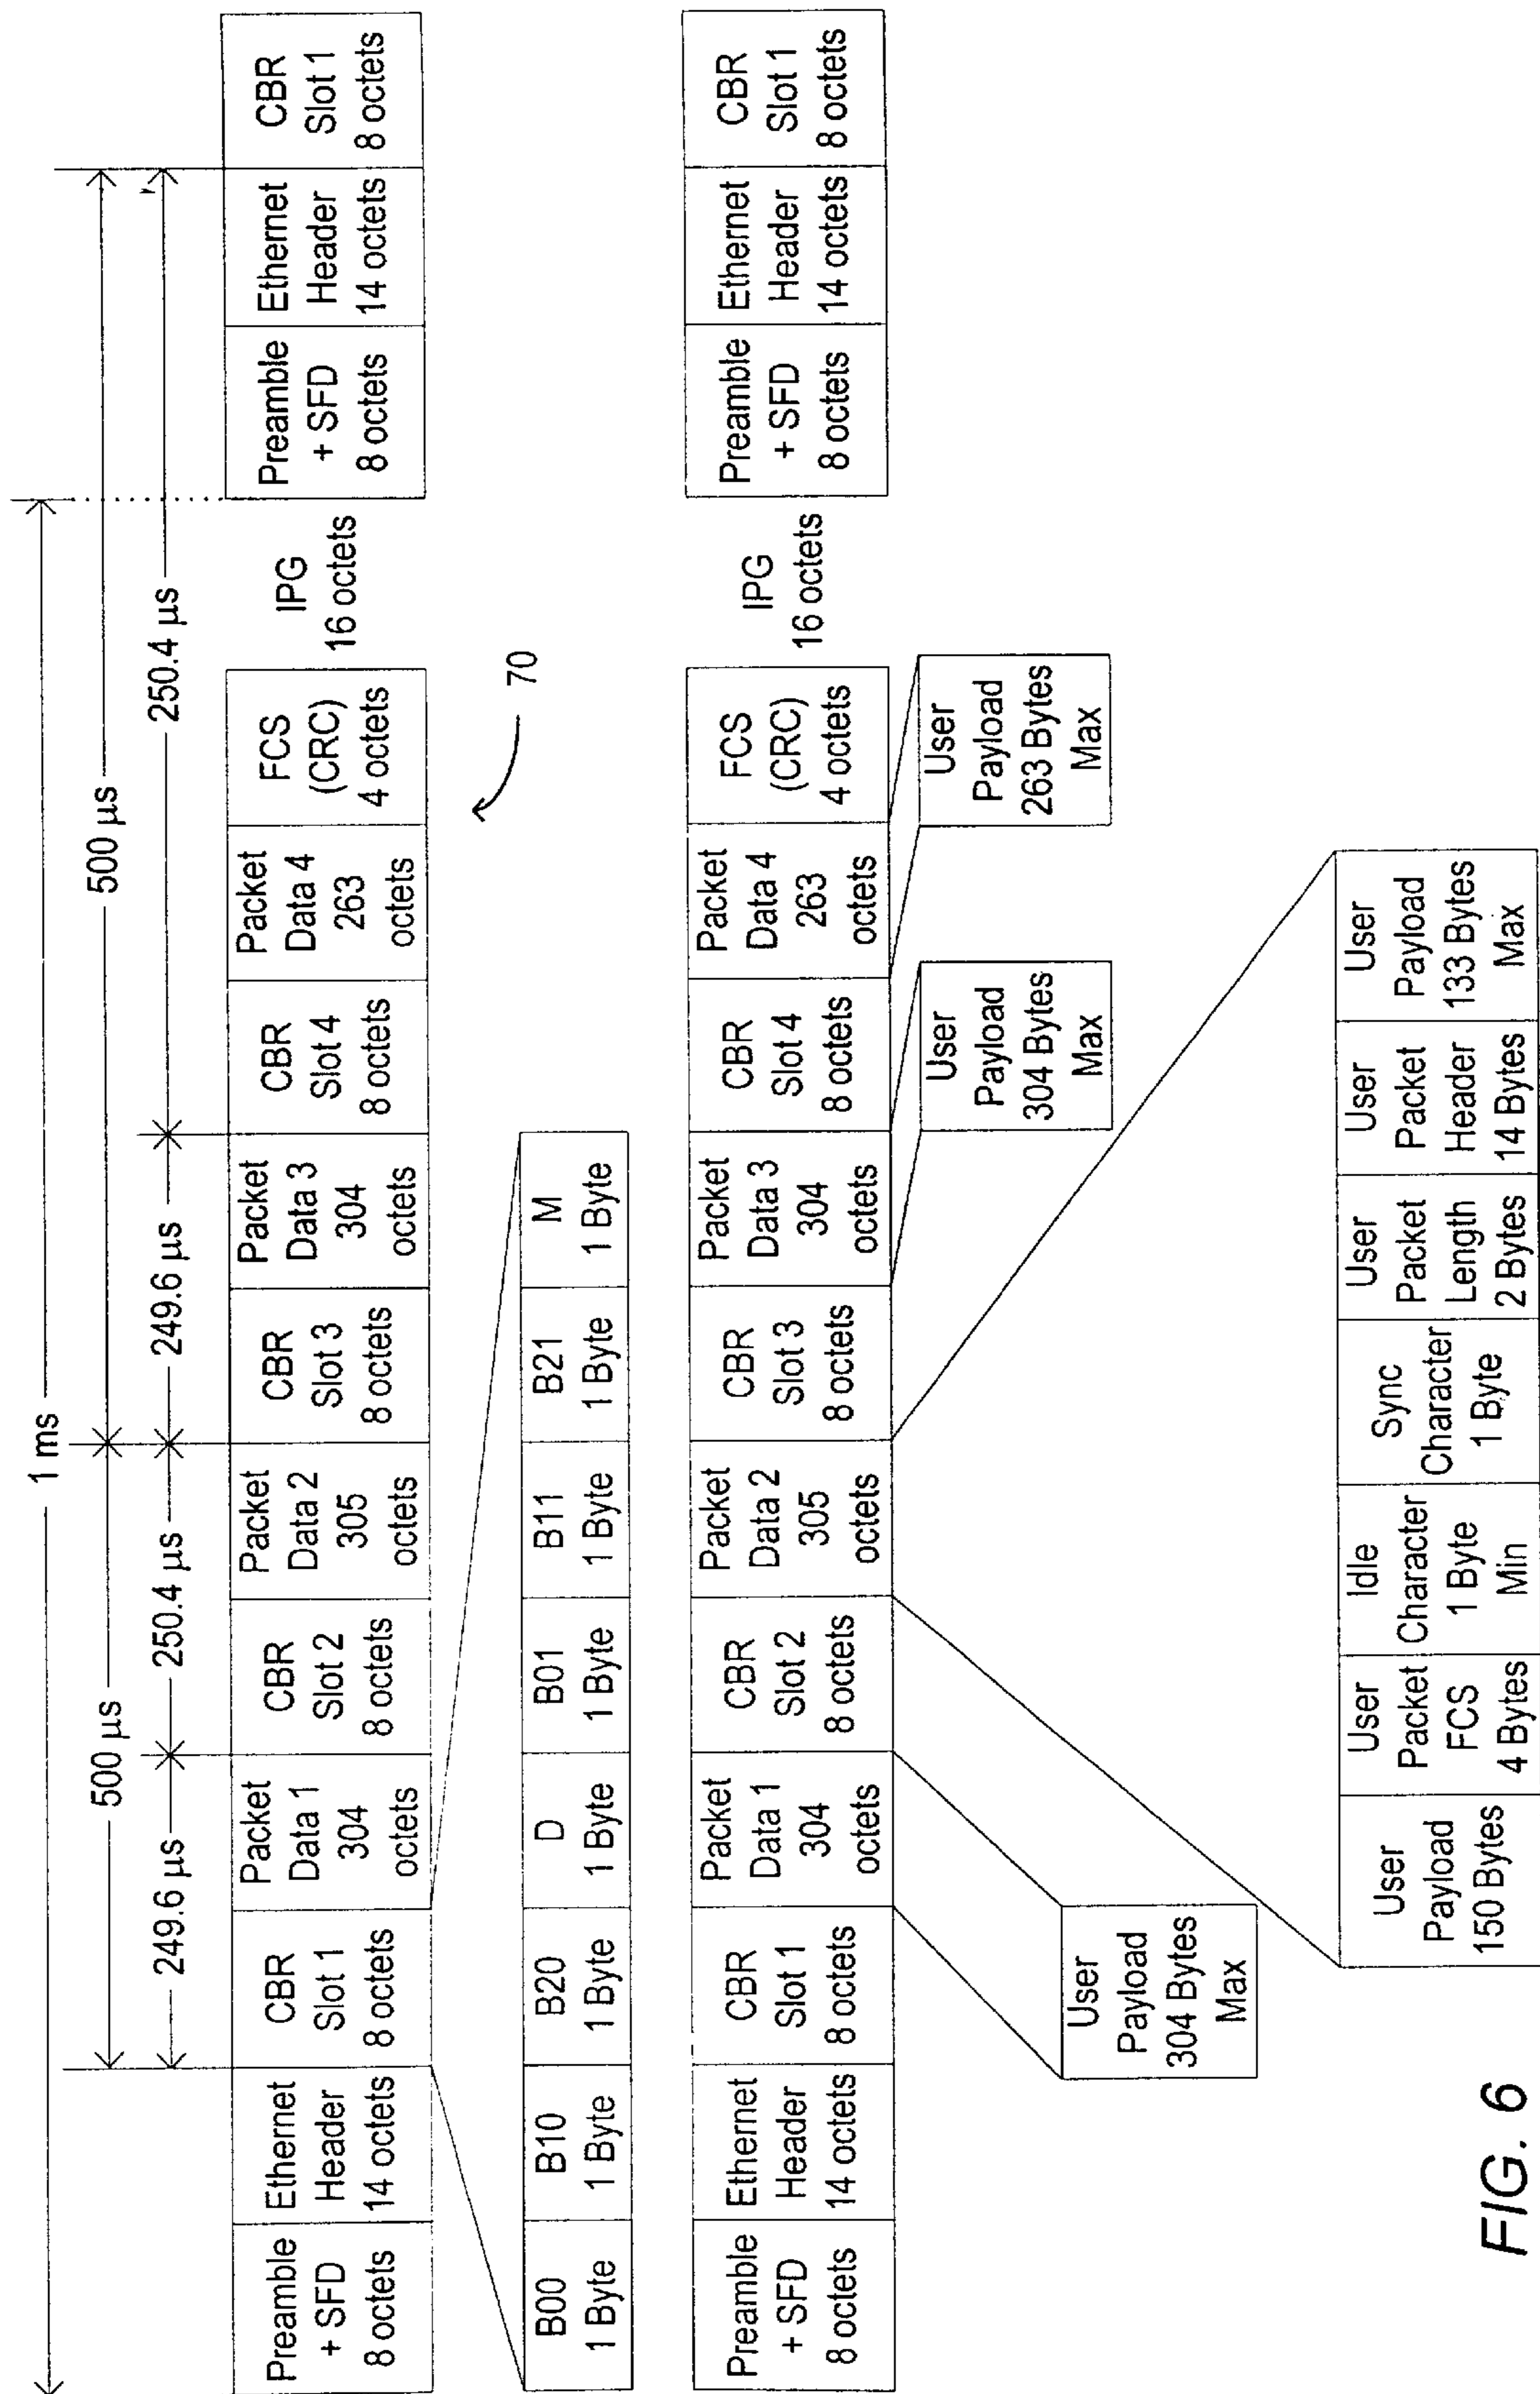 1 ms
500 µs
500 µs
249.6 µs
250.4 µs
249.6 µs
250.4 µs
Preamble
+ SFD
8 octets
Ethernet
Header
14 octets
CBR
Slot 1
8 octets
Packet
Data 1
304
octets
CBR
Slot 2
8 octets
Packet
Data 2
305
octets
CBR
Slot 3
8 octets
Packet
Data 3
304
octets
CBR
Slot 4
8 octets
Packet
Data 4
263
octets
FCS
(CRC)
4 octets
IPG
16 octets
Preamble
+ SFD
8 octets
Ethernet
Header
14 octets
CBR
Slot 1
8 octets
70
B00
1 Byte
B10
1 Byte
B20
1 Byte
D
1 Byte
B01
1 Byte
B11
1 Byte
B21
1 Byte
M
1 Byte
Preamble
+ SFD
8 octets
Ethernet
Header
14 octets
CBR
Slot 1
8 octets
Packet
Data 1
304
octets
CBR
Slot 2
8 octets
Packet
Data 2
305
octets
CBR
Slot 3
8 octets
Packet
Data 3
304
octets
CBR
Slot 4
8 octets
Packet
Data 4
263
octets
FCS
(CRC)
4 octets
IPG
16 octets
Preamble
+ SFD
8 octets
Ethernet
Header
14 octets
CBR
Slot 1
8 octets
User
Payload
304 Bytes
Max
User
Payload
304 Bytes
Max
User
Payload
263 Bytes
Max
User
Payload
150 Bytes
User
Packet
FCS
4 Bytes
Idle
Character
1 Byte
Min
Sync
Character
1 Byte
User
Packet
Length
2 Bytes
User
Packet
Header
14 Bytes
User
Payload
133 Bytes
Max
FIG. 6